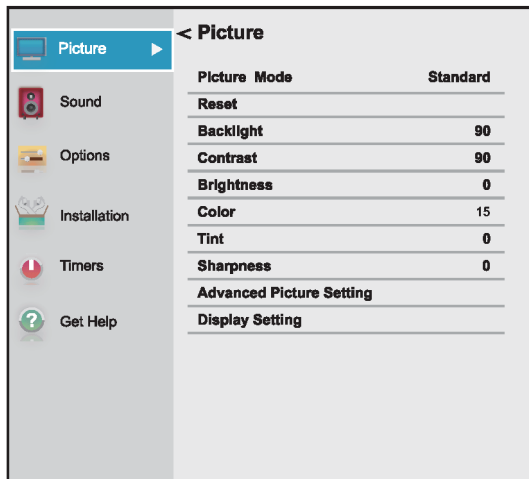 Picture
Sound
Options
Installation
Timers
Get Help
< Picture
Picture Mode Standard
Reset
Backlight 90
Contrast 90
Brightness 0
Color 15
Tint 0
Sharpness 0
Advanced Picture Setting
Display Setting